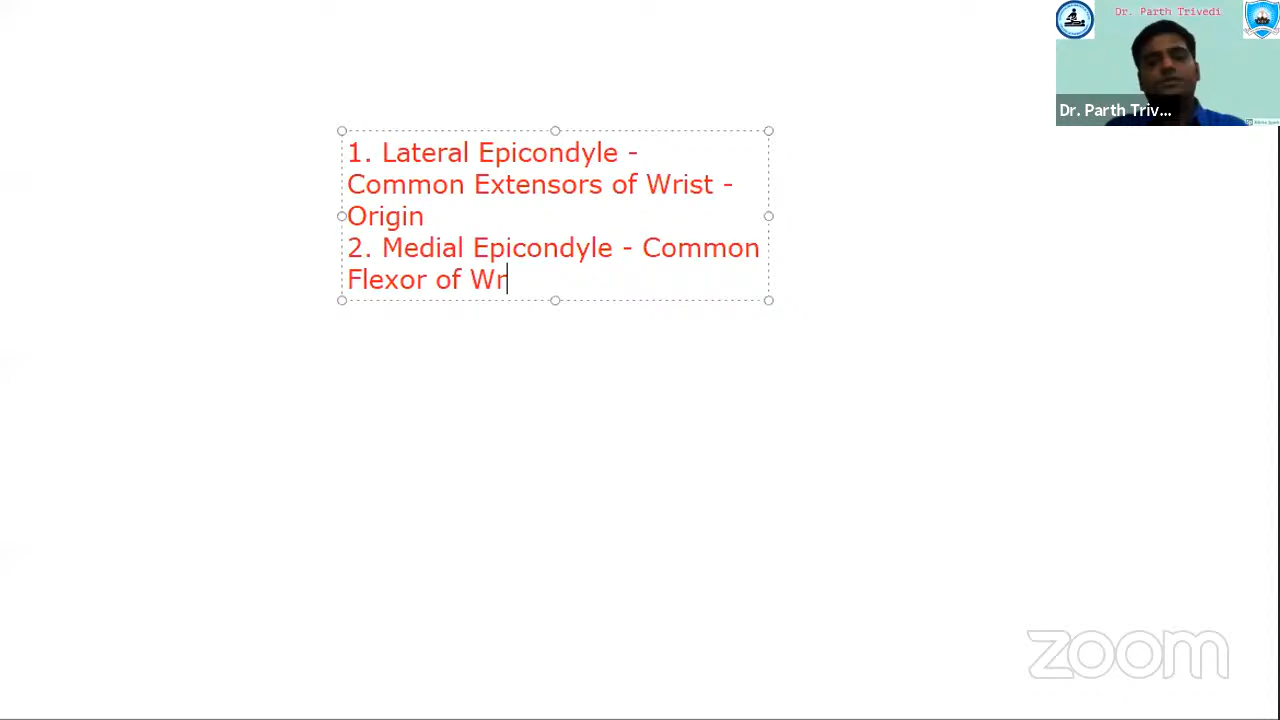 Dr. Parth Trivedi
Dr. Parth Triv...
1. Lateral Epicondyle -
Common Extensors of Wrist -
Origin
2. Medial Epicondyle - Common
Flexor of Wr
zoom